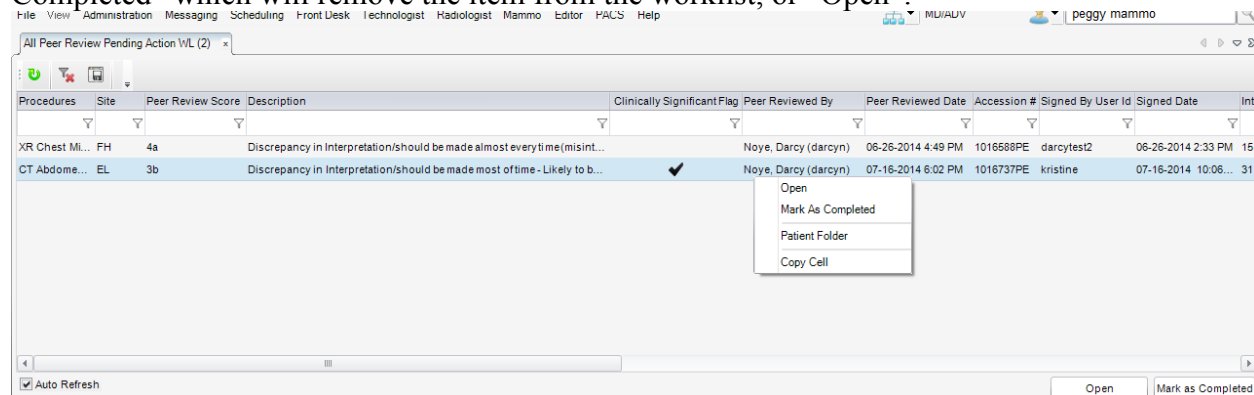 Completed" which will remove the item from the worklist, or "Open".
File View Administration Messaging Scheduling Front Desk Technologist Radiologist Mammo Editor PACS Help MD/ADV peggy mammo
All Peer Review Pending Action WL (2) x
Procedures Site Peer Review Score Description Clinically Significant Flag Peer Reviewed By Peer Reviewed Date Accession # Signed By User Id Signed Date Int
XR Chest Mi... FH 4a Discrepancy in Interpretation/should be made almost every time(misint... Noye, Darcy (darcyn) 06-26-2014 4:49 PM 1016588PE darcytest2 06-26-2014 2:33 PM 15
CT Abdome... EL 3b Discrepancy in Interpretation/should be made most of time - Likely to b... ✔ Noye, Darcy (darcyn) 07-16-2014 6:02 PM 1016737PE kristine 07-16-2014 10:06... 31
Open
Mark As Completed
Patient Folder
Copy Cell
Auto Refresh
Open Mark as Completed